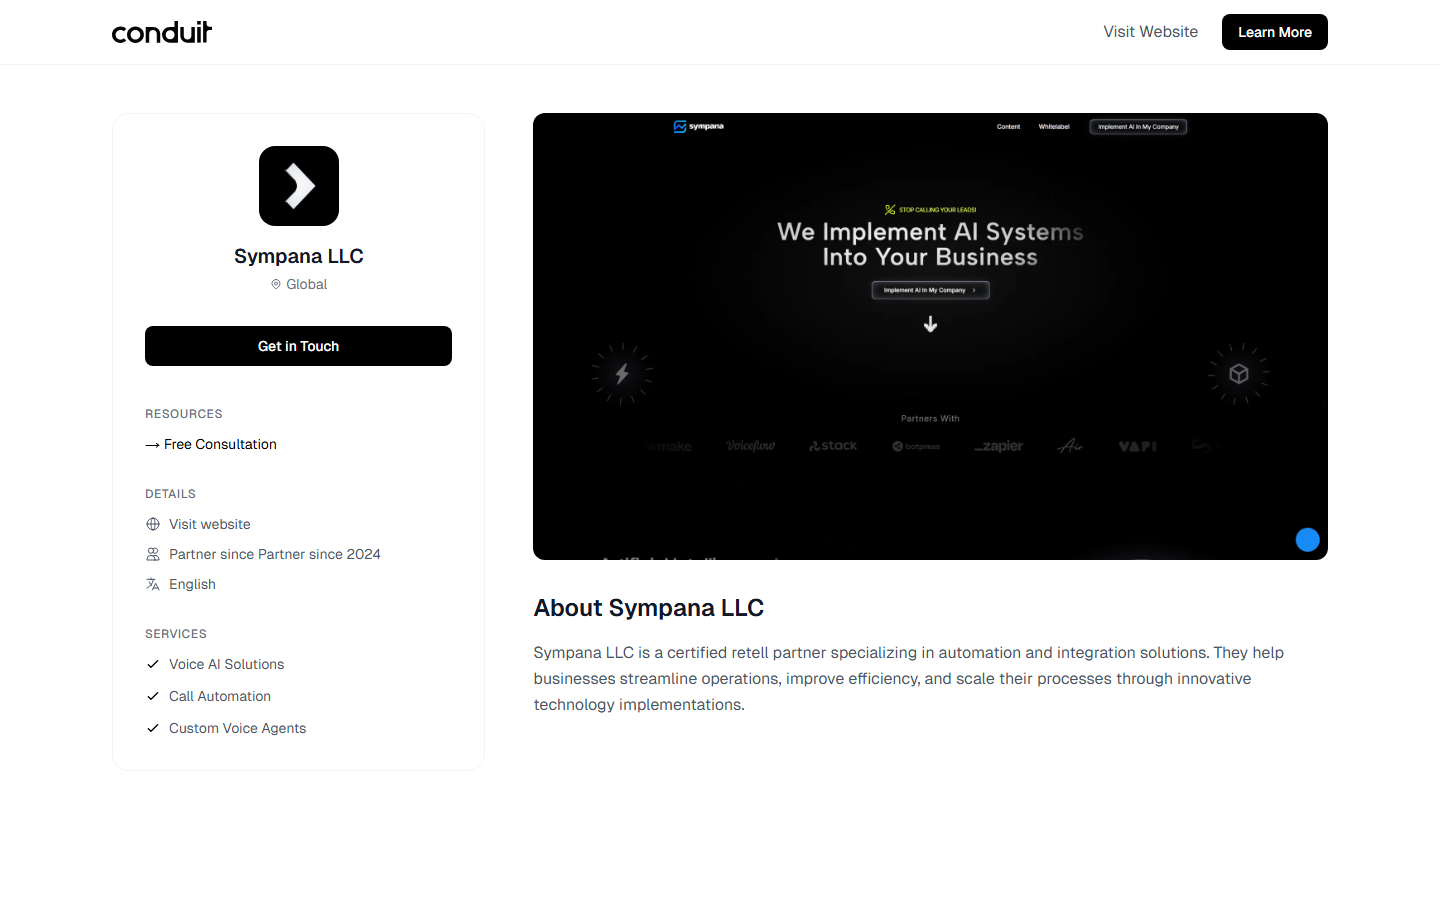 conduit
Visit Website
Learn More
Sympana LLC
Global
Get in Touch
RESOURCES
→ Free Consultation
DETAILS
Visit website
Partner since Partner since 2024
English
SERVICES
Voice AI Solutions
Call Automation
Custom Voice Agents
sympana
Content
Whitelabel
Implement AI In My Company
STOP CALLING YOUR LEADS!
We Implement AI Systems
Into Your Business
Implement AI In My Company
Partners With
make Voiceflow stack botpress zapier Air VAPI
About Sympana LLC
Sympana LLC is a certified retell partner specializing in automation and integration solutions. They help
businesses streamline operations, improve efficiency, and scale their processes through innovative
technology implementations.